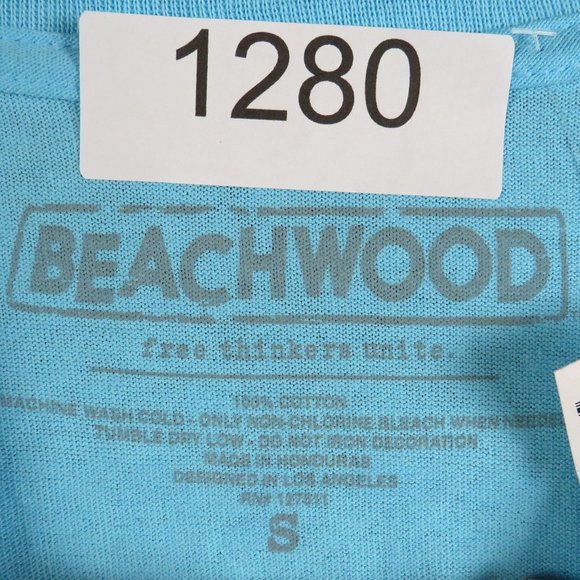 1280
BEACHWOOD
free thinkers unite.
100% COTTON
MACHINE WASH COLD - ONLY NON-CHLORINE BLEACH WHEN NEEDED
TUMBLE DRY LOW - DO NOT IRON DECORATION
MADE IN HONDURAS
DESIGNED IN LOS ANGELES
RN#
S